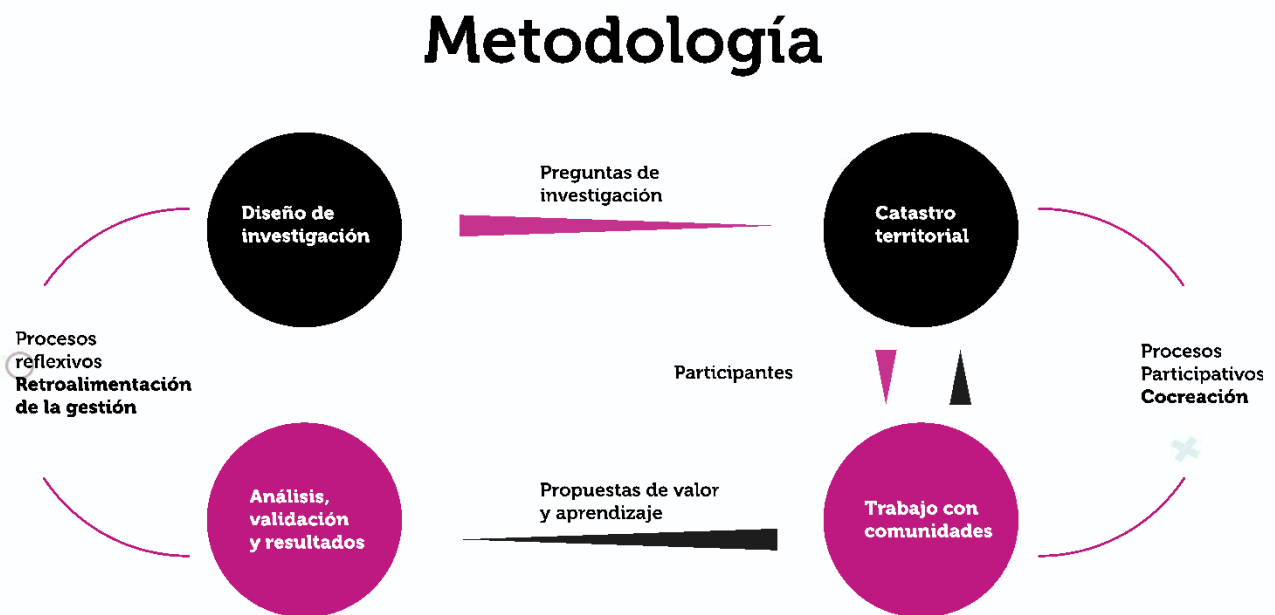 Metodología
Preguntas de
investigación
Diseño de
investigación
Catastro
territorial
Procesos
reflexivos
Retroalimentación
de la gestión
Participantes
Procesos
Participativos
Cocreación
Análisis,
validación
y resultados
Propuestas de valor
y aprendizaje
Trabajo con
comunidades